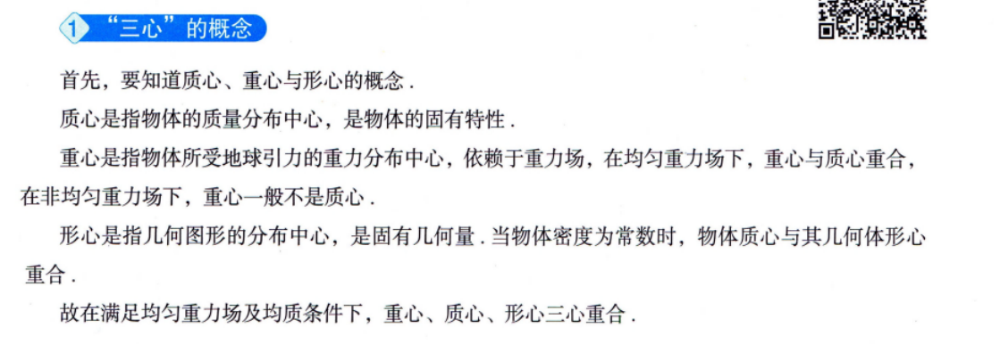 1 “三心”的概念
首先，要知道质心、重心与形心的概念．
质心是指物体的质量分布中心，是物体的固有特性．
重心是指物体所受地球引力的重力分布中心，依赖于重力场，在均匀重力场下，重心与质心重合，
在非均匀重力场下，重心一般不是质心．
形心是指几何图形的分布中心，是固有几何量．当物体密度为常数时，物体质心与其几何体形心
重合．
故在满足均匀重力场及均质条件下，重心、质心、形心三心重合．